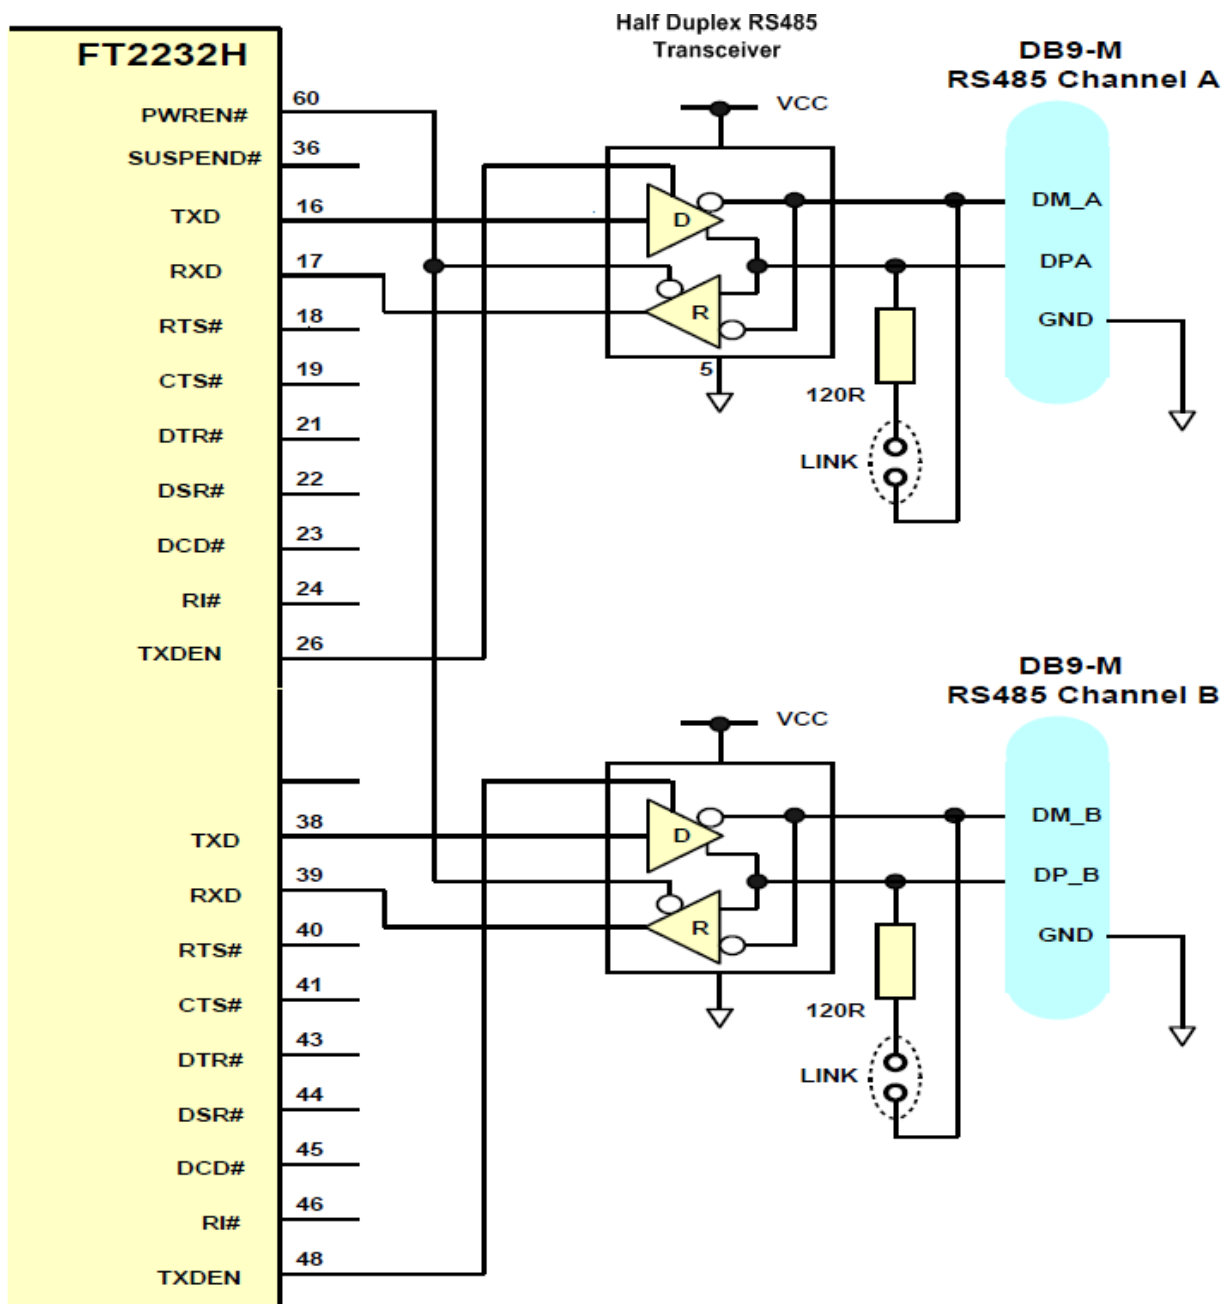 Half Duplex RS485
Transceiver
FT2232H
DB9-M
RS485 Channel A
PWREN#
60
VCC
SUSPEND#
36
TXD
16
D
DM_A
RXD
17
DPA
RTS#
18
R
GND
CTS#
19
5
120R
DTR#
21
LINK
DSR#
22
DCD#
23
RI#
24
TXDEN
26
DB9-M
RS485 Channel B
VCC
TXD
38
D
DM_B
RXD
39
DP_B
RTS#
40
R
GND
CTS#
41
120R
DTR#
43
LINK
DSR#
44
DCD#
45
RI#
46
TXDEN
48